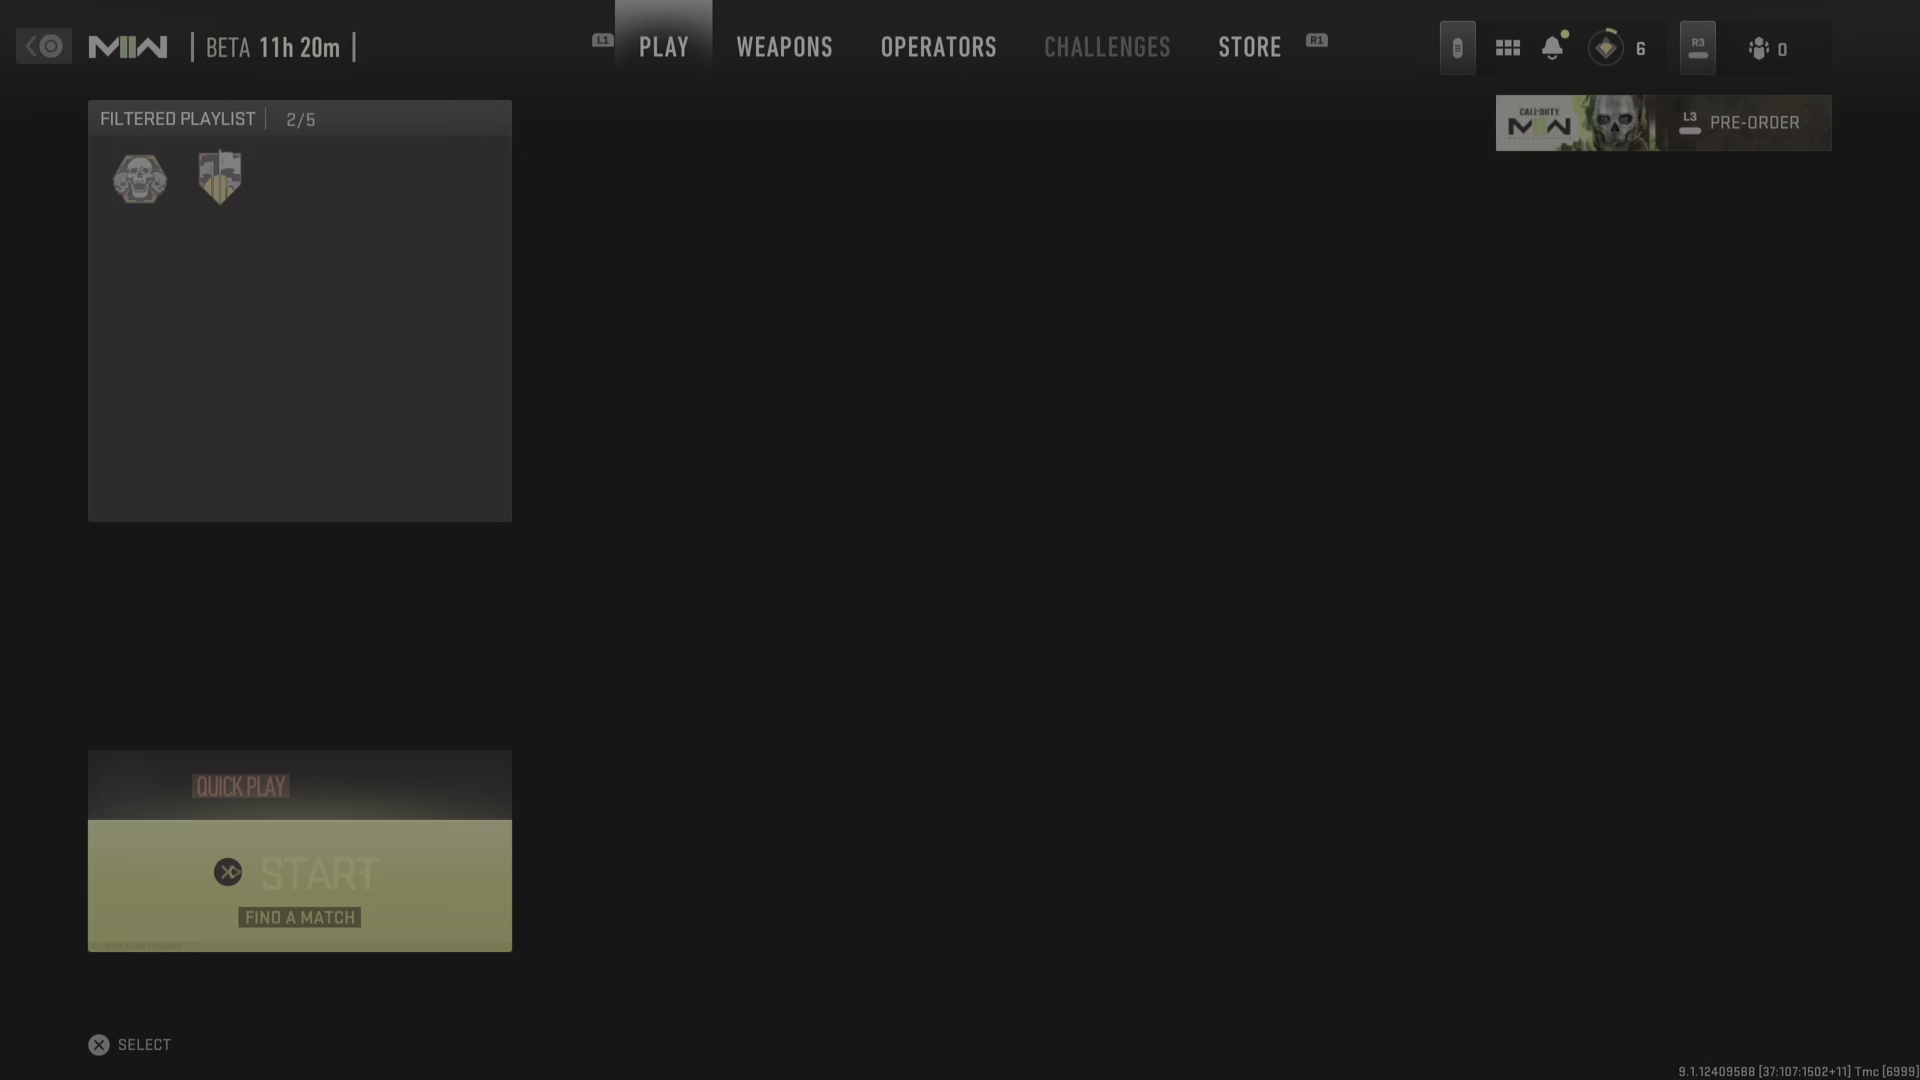 MWII BETA 11h 20m
L1 PLAY WEAPONS OPERATORS CHALLENGES STORE R1
6 R3 0
FILTERED PLAYLIST 2/5
CALL OF DUTY
MWII
L3 PRE-ORDER
QUICK PLAY
START
FIND A MATCH
SELECT
9.1.12409588 [37:107:1502+11] Tmc [6999]